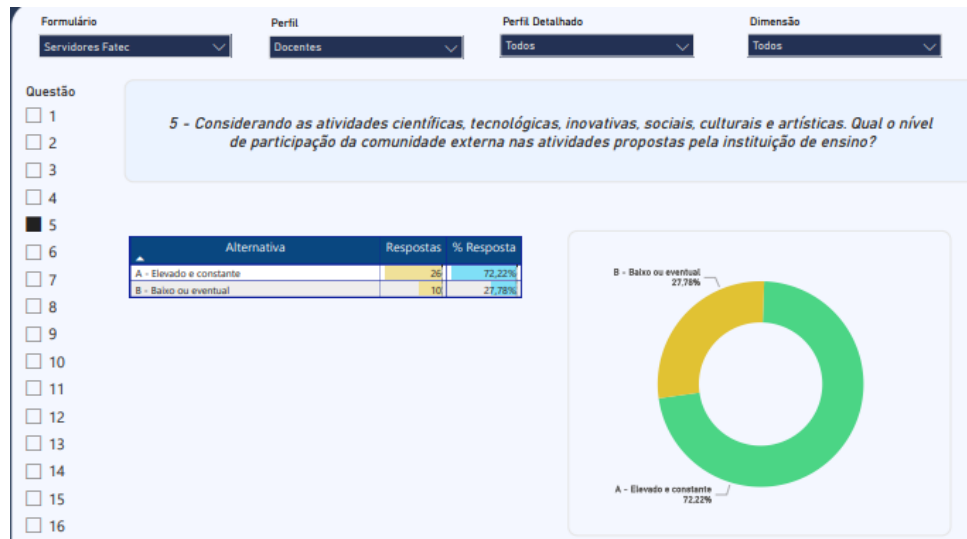 Formulário Perfil Perfil Detalhado Dimensão
Servidores Fatec Docentes Todos Todos
Questão
1
2
3
4
5
6
7
8
9
10
11
12
13
14
15
16
5 - Considerando as atividades científicas, tecnológicas, inovativas, sociais, culturais e artísticas. Qual o nível
de participação da comunidade externa nas atividades propostas pela instituição de ensino?
Alternativa Respostas % Resposta
A - Elevado e constante 26 72,22%
B - Baixo ou eventual 10 27,78%
B - Baixo ou eventual
27,78%
A - Elevado e constante
72,22%